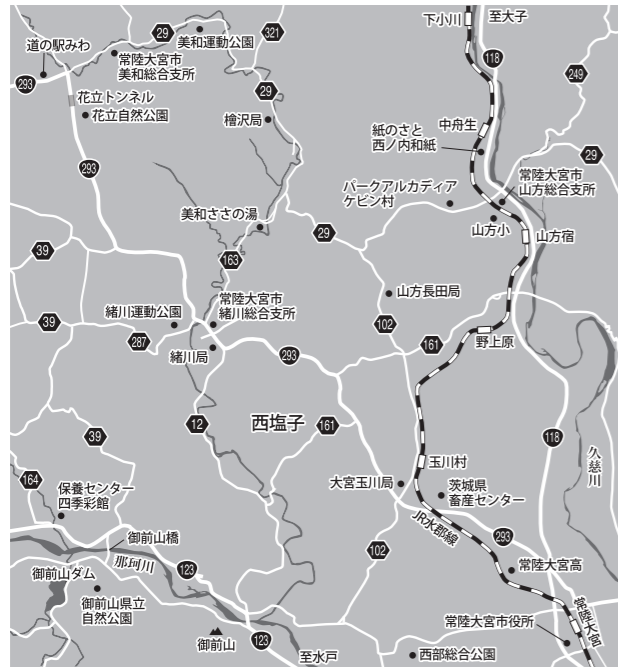 下小川
至大子
29
美和運動公園
321
道の駅みわ
118
常陸大宮市
美和総合支所
249
293
花立トンネル
29
花立自然公園
檜沢局
中舟生
紙のさと
西ノ内和紙
29
293
常陸大宮市
山方総合支所
パークアルカディア
ケビン村
美和ささの湯
山方小
山方宿
29
39
163
山方長田局
39
緒川運動公園
常陸大宮市
緒川総合支所
102
161
野上原
287
緒川局
293
12
西塩子
161
39
118
久慈川
164
玉川村
保養センター
四季彩館
大宮玉川局
茨城県
畜産センター
JR水郡線
293
御前山橋
102
那珂川
123
常陸大宮高
御前山ダム
御前山県立
自然公園
常陸大宮
御前山
123
常陸大宮市役所
至水戸
西部総合公園